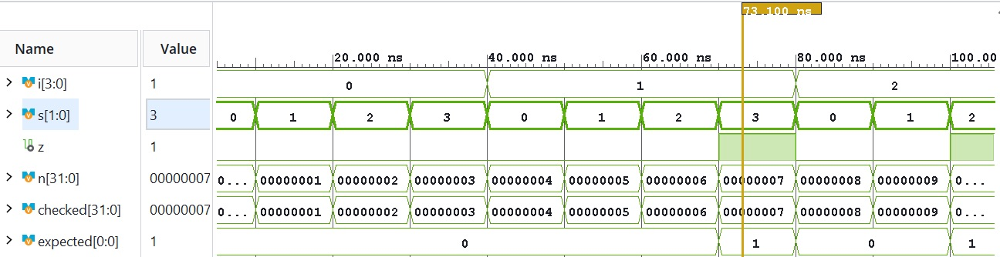 73.100 ns
Name Value
20.000 ns 40.000 ns 60.000 ns 80.000 ns 100.00
i[3:0] 1 0 1 2
s[1:0] 3 0 1 2 3 0 1 2 3 0 1 2
z 1
n[31:0] 00000007 0... 00000001 00000002 00000003 00000004 00000005 00000006 00000007 00000008 00000009 0...
checked[31:0] 00000007 0... 00000001 00000002 00000003 00000004 00000005 00000006 00000007 00000008 00000009 0...
expected[0:0] 1 0 1 0 1